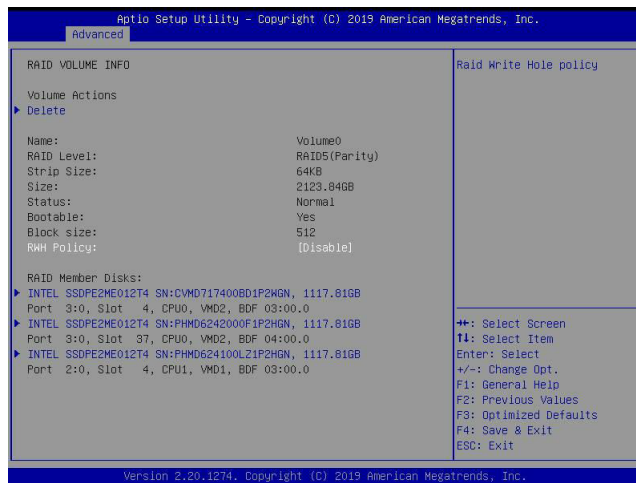 Aptio Setup Utility – Copyright (C) 2019 American Megatrends, Inc.
Advanced
RAID VOLUME INFO
Volume Actions
Delete
Name: Volume0
RAID Level: RAID5(Parity)
Strip Size: 64KB
Size: 2123.84GB
Status: Normal
Bootable: Yes
Block size: 512
RWH Policy: [Disable]
RAID Member Disks:
INTEL SSDPE2ME012T4 SN:CVMD717400BD1P2WGN, 1117.81GB
Port 3:0, Slot 4, CPU0, VMD2, BDF 03:00.0
INTEL SSDPE2ME012T4 SN:PHMD6242000F1P2HGN, 1117.81GB
Port 3:0, Slot 37, CPU0, VMD2, BDF 04:00.0
INTEL SSDPE2ME012T4 SN:PHMD624100LZ1P2HGN, 1117.81GB
Port 2:0, Slot 4, CPU1, VMD1, BDF 03:00.0
Raid Write Hole policy
→←: Select Screen
↑↓: Select Item
Enter: Select
+/-: Change Opt.
F1: General Help
F2: Previous Values
F3: Optimized Defaults
F4: Save & Exit
ESC: Exit
Version 2.20.1274. Copyright (C) 2019 American Megatrends, Inc.